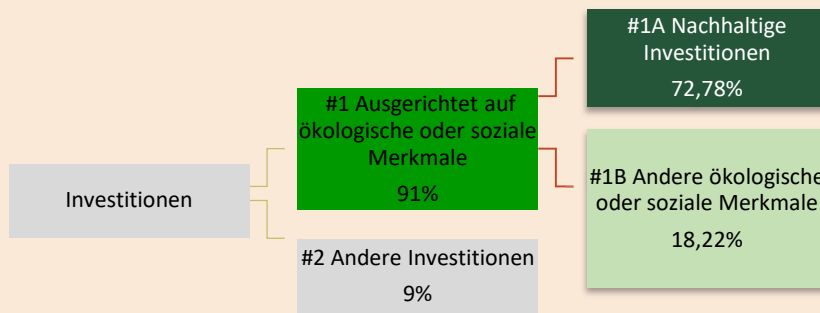 Investitionen
#1 Ausgerichtet auf
ökologische oder soziale
Merkmale
91%
#2 Andere Investitionen
9%
#1A Nachhaltige
Investitionen
72,78%
#1B Andere ökologische
oder soziale Merkmale
18,22%